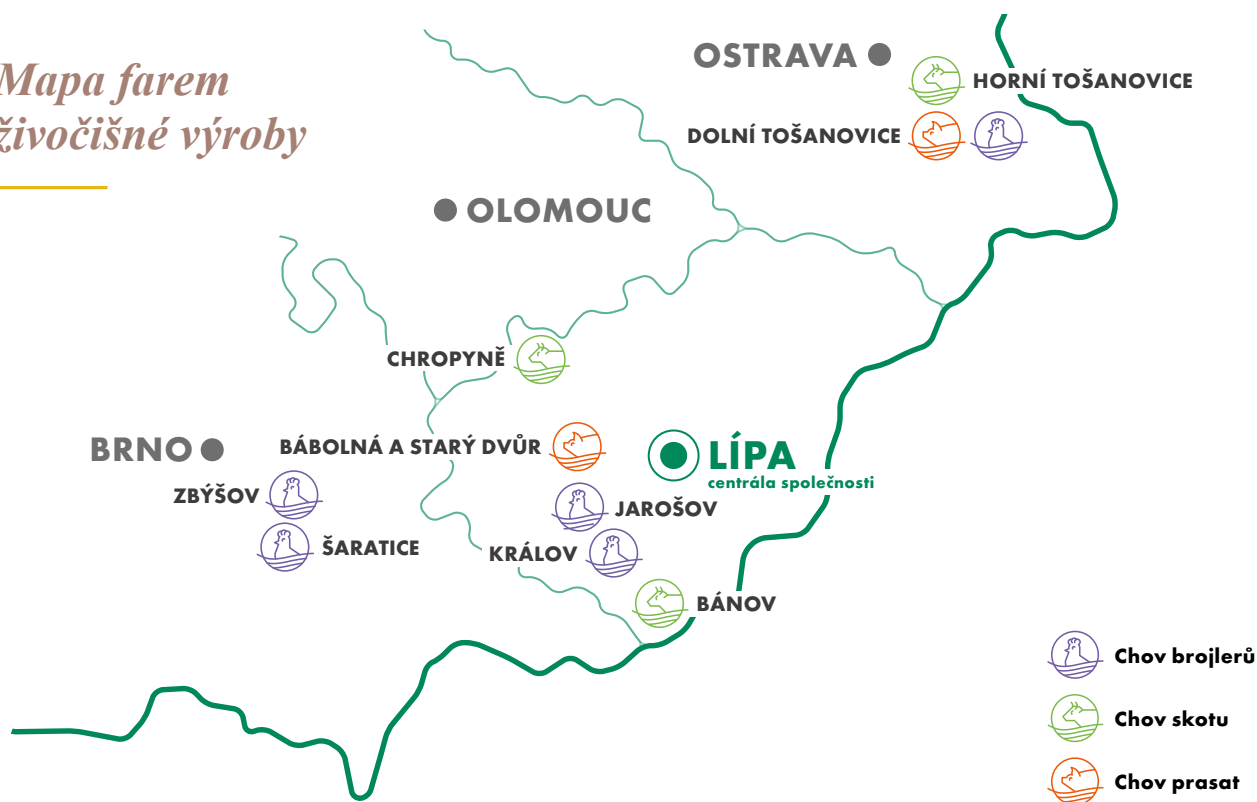 Mapa farem
živočišné výroby
OSTRAVA
HORNÍ TOŠANOVICE
DOLNÍ TOŠANOVICE
OLOMOUC
CHROPYNĚ
BRNO
BÁBOLNÁ A STARÝ DVŮR
LÍPA
centrála společnosti
ZBÝŠOV
JAROŠOV
ŠARATICE
KRÁLOV
BÁNOV
Chov brojlerů
Chov skotu
Chov prasat